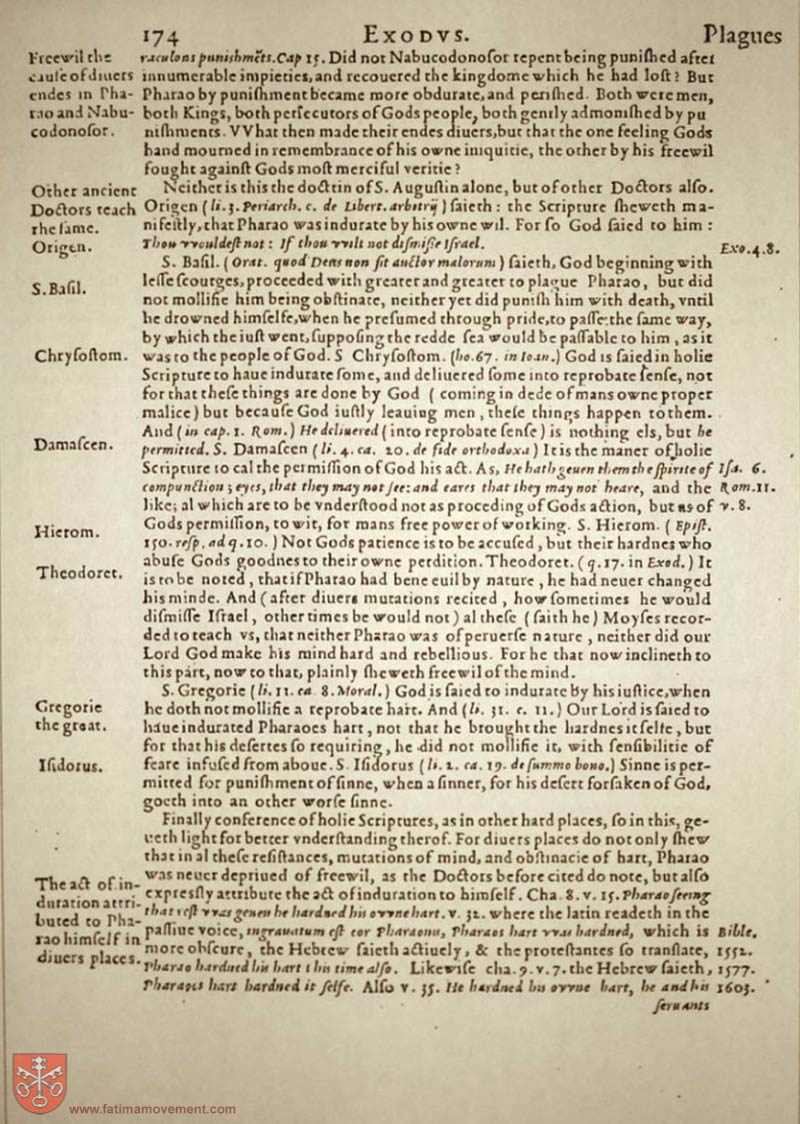 174 EXODVS. Plagues
Freewil the
cause of diuers
endes in Pha-
rao and Nabu-
codonosor.
raculous punishmẽts. Cap 15. Did not Nabucodonosor repent being punished after
innumerable impieties, and recouered the kingdome which he had lost? But
Pharao by punishment became more obdurate, and perished. Both were men,
both Kings, both persecutors of Gods people, both gently admonished by pu
nishments. VVhat then made their endes diuers, but that the one feeling Gods
hand mourned in remembrance of his owne iniquitie, the other by his freewil
fought against Gods most merciful veritie?
Other ancient
Doctors teach
the same.
Origen.
Neither is this the doctrin of S. Augustin alone, but of other Doctors also.
Origen (li. 3. Periarch. c. de Libert. arbitrij) saieth: the Scripture sheweth ma-
nifestly, that Pharao was indurate by his owne wil. For so God saied to him:
Thou vvouldest not: If thou vvilt not dismisse Israel.
Exo. 4. 8.
S. Basil.
S. Basil. (Orat. quod Deus non sit auctor malorum) saieth, God beginning with
lesse scourges, proceeded with greater and greater to plague Pharao, but did
not mollifie him being obstinate, neither yet did punish him with death, vntil
he drowned himselfe, when he presumed through pride, to passe the same way,
by which the iust went, supposing the redde sea would be passable to him, as it
Chrysostom.
was to the people of God. S Chrysostom. (ho. 67. in Ioan.) God is saied in holie
Scripture to haue indurate some, and deliuered some into reprobate sense, not
for that these things are done by God (coming in dede of mans owne proper
malice) but because God iustly leauing men, these things happen to them.
And (in cap. 1. Rom.) He deliuered (into reprobate sense) is nothing els, but he
Damascen.
permitted. S. Damascen (li. 4. ca. 20. de fide orthodoxa) It is the maner of holie
Scripture to cal the permission of God his act. As, He hath geuen them the spirite of
Isa. 6.
compunction; eyes, that they may not see: and eares that they may not heare, and the
Rom. 11.
like; al which are to be vnderstood not as proceding of Gods action, but as of
v. 8.
Hierom.
Gods permission, to wit, for mans free power of working. S. Hierom. (Epist.
150. resp. ad q. 10.) Not Gods patience is to be accused, but their hardnes who
Theodoret.
abuse Gods goodnes to their owne perdition. Theodoret. (q. 17. in Exod.) It
is to be noted, that if Pharao had bene euil by nature, he had neuer changed
his minde. And (after diuers mutations recited, how sometimes he would
dismisse Israel, other times be would not) al these (saith he) Moyses recor-
ded to teach vs, that neither Pharao was of peruerse nature, neither did our
Lord God make his mind hard and rebellious. For he that now inclineth to
this part, now to that, plainly sheweth freewil of the mind.
Gregorie
the great.
S. Gregorie (li. 11. ca 8. Moral.) God is saied to indurate by his iustice, when
he doth not mollifie a reprobate hart. And (li. 31. c. 11.) Our Lord is saied to
haue indurated Pharaoes hart, not that he brought the hardnes it selfe, but
for that his desertes so requiring, he did not mollifie it, with sensibilitie of
Isidorus.
feare infused from aboue. S. Isidorus (li. 2. ca. 19. de summo bono.) Sinne is per-
mitted for punishment of sinne, when a sinner, for his desert forsaken of God,
goeth into an other worse sinne.
Finally conference of holie Scriptures, as in other hard places, so in this, ge-
ueth light for better vnderstanding therof. For diuers places do not only shew
that in al these resistances, mutations of mind, and obstinacie of hart, Pharao
was neuer depriued of freewil, as the Doctors before cited do note, but also
The act of in-
duration attri-
buted to Pha-
rao himself in
diuers places.
expresly attribute the act of induration to himself. Cha. 8. v. 15. Pharao seeing
that rest vvas geuen he hardned his ovvne hart. v. 32. where the latin readeth in the
passiue voice, ingrauatum est cor Pharaonis, Pharaos hart vvas hardned, which is
Bible.
more obscure, the Hebrew saieth actiuely, & the protestantes so translate,
1552.
Pharao hardned his hart this time also. Likewise cha. 9. v. 7. the Hebrew saieth,
1577.
Pharaoes hart hardned it selfe. Also v. 35. He hardned his ovvne hart, he and his
1603.
seruants
www.fatimamovement.com